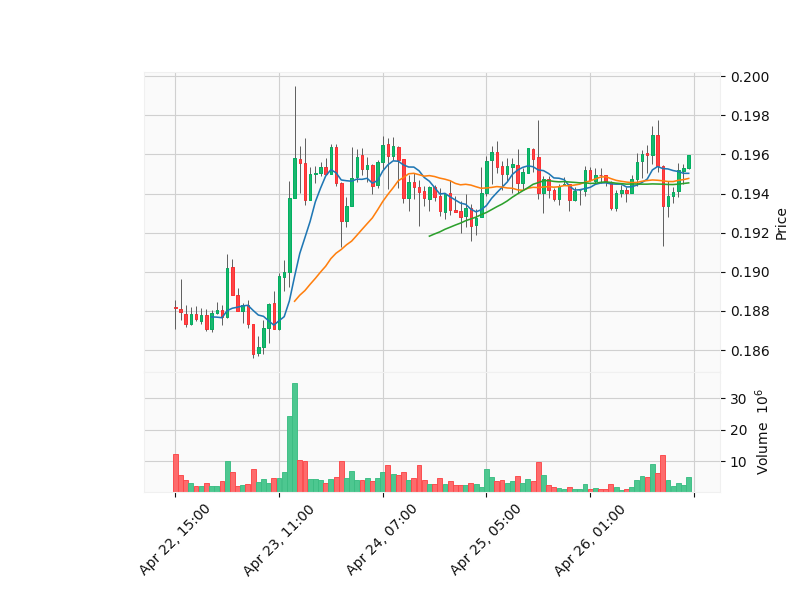 0.200
0.198
0.196
0.194
0.192
0.190
0.188
0.186
Price
30
20
10
Volume 10^6
Apr 22, 15:00
Apr 23, 11:00
Apr 24, 07:00
Apr 25, 05:00
Apr 26, 01:00